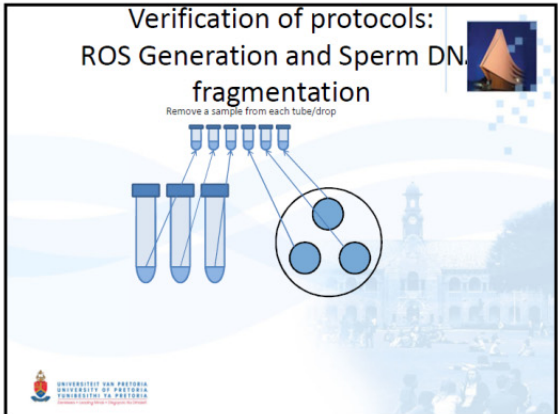 Verification of protocols:
ROS Generation and Sperm DN
fragmentation
Remove a sample from each tube/drop
UNIVERSITEIT VAN PRETORIA
UNIVERSITY OF PRETORIA
YUNIBESITHI YA PRETORIA